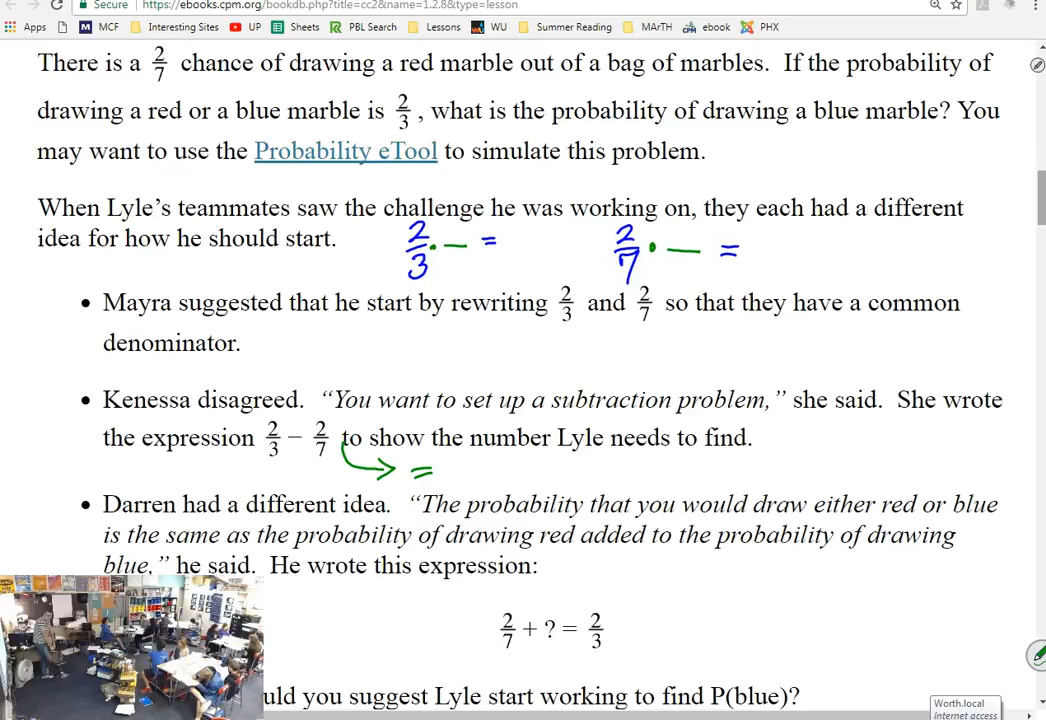 Secure https://ebooks.cpm.org/bookdb.php?title=cc2&name=1.2.8&type=lesson
Apps MCF Interesting Sites UP Sheets PBL Search Lessons WU Summer Reading MArTH cpm ebook PHX
There is a 2/7 chance of drawing a red marble out of a bag of marbles. If the probability of
drawing a red or a blue marble is 2/3, what is the probability of drawing a blue marble? You
may want to use the Probability eTool to simulate this problem.
When Lyle’s teammates saw the challenge he was working on, they each had a different
idea for how he should start.
2/3 · — = 2/7 · — =
• Mayra suggested that he start by rewriting 2/3 and 2/7 so that they have a common
denominator.
• Kenessa disagreed. “You want to set up a subtraction problem,” she said. She wrote
the expression 2/3 − 2/7 to show the number Lyle needs to find.
→ =
• Darren had a different idea. “The probability that you would draw either red or blue
is the same as the probability of drawing red added to the probability of drawing
blue,” he said. He wrote this expression:
2/7 + ? = 2/3
uld you suggest Lyle start working to find P(blue)?
Worth.local
Internet access